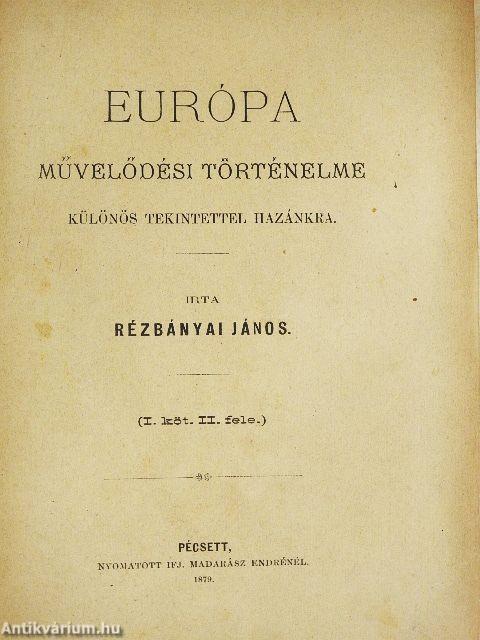 EURÓPA
MŰVELŐDÉSI TÖRTÉNELME
KÜLÖNÖS TEKINTETTEL HAZÁNKRA.
IRTA
RÉZBÁNYAI JÁNOS.
(I. köt. II. fele.)
PÉCSETT,
NYOMATOTT IFJ. MADARÁSZ ENDRÉNÉL.
1879.
Antikvárium.hu